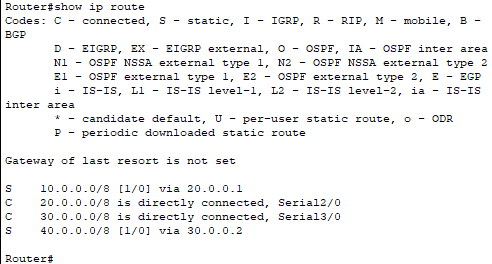 Router#show ip route
Codes: C - connected, S - static, I - IGRP, R - RIP, M - mobile, B -
BGP
D - EIGRP, EX - EIGRP external, O - OSPF, IA - OSPF inter area
N1 - OSPF NSSA external type 1, N2 - OSPF NSSA external type 2
E1 - OSPF external type 1, E2 - OSPF external type 2, E - EGP
i - IS-IS, L1 - IS-IS level-1, L2 - IS-IS level-2, ia - IS-IS
inter area
* - candidate default, U - per-user static route, o - ODR
P - periodic downloaded static route
Gateway of last resort is not set
S 10.0.0.0/8 [1/0] via 20.0.0.1
C 20.0.0.0/8 is directly connected, Serial2/0
C 30.0.0.0/8 is directly connected, Serial3/0
S 40.0.0.0/8 [1/0] via 30.0.0.2
Router#